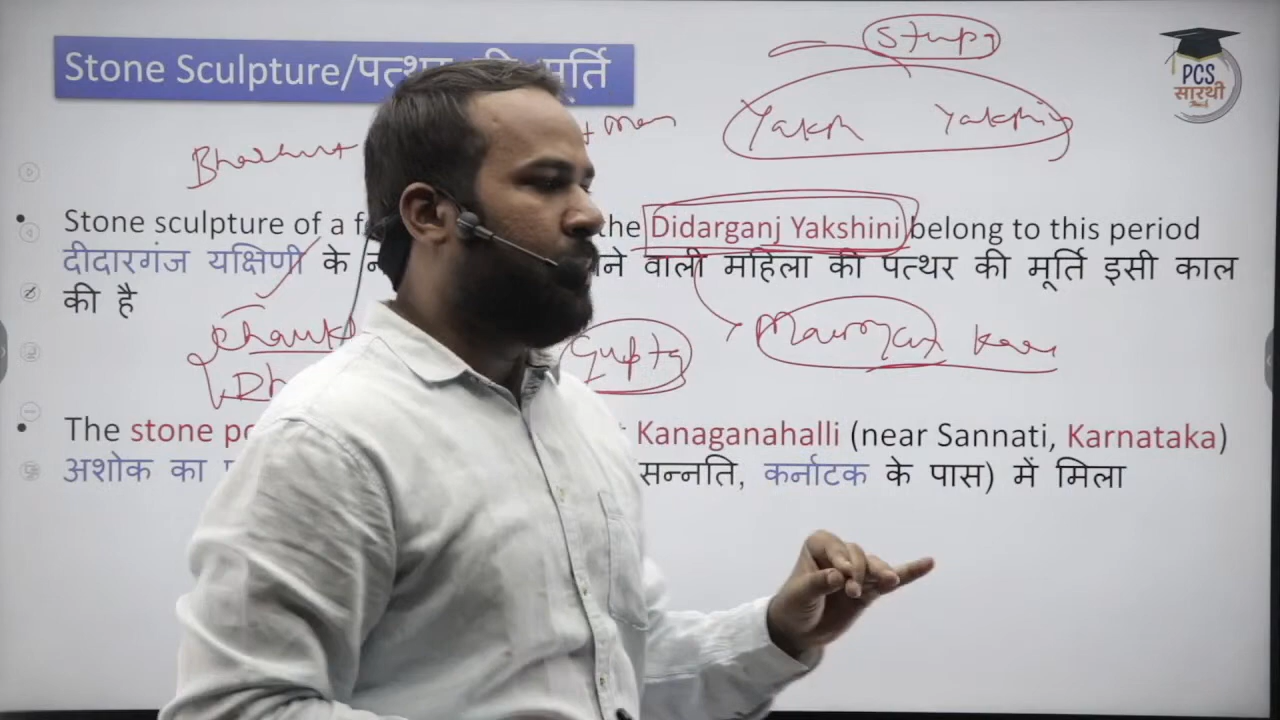 Stone Sculpture/पत्थर की मूर्ति
Stupa
PCS
सारथी
Yaksh Yakshini
Bharhut
Stone sculpture of a the Didarganj Yakshini belong to this period
दीदारगंज यक्षिणी के वाली महिला की पत्थर की मूर्ति इसी काल
की है
Gupta
Mauryan
The stone Kanaganahalli (near Sannati, Karnataka)
अशोक का सन्नति, कर्नाटक के पास) में मिला